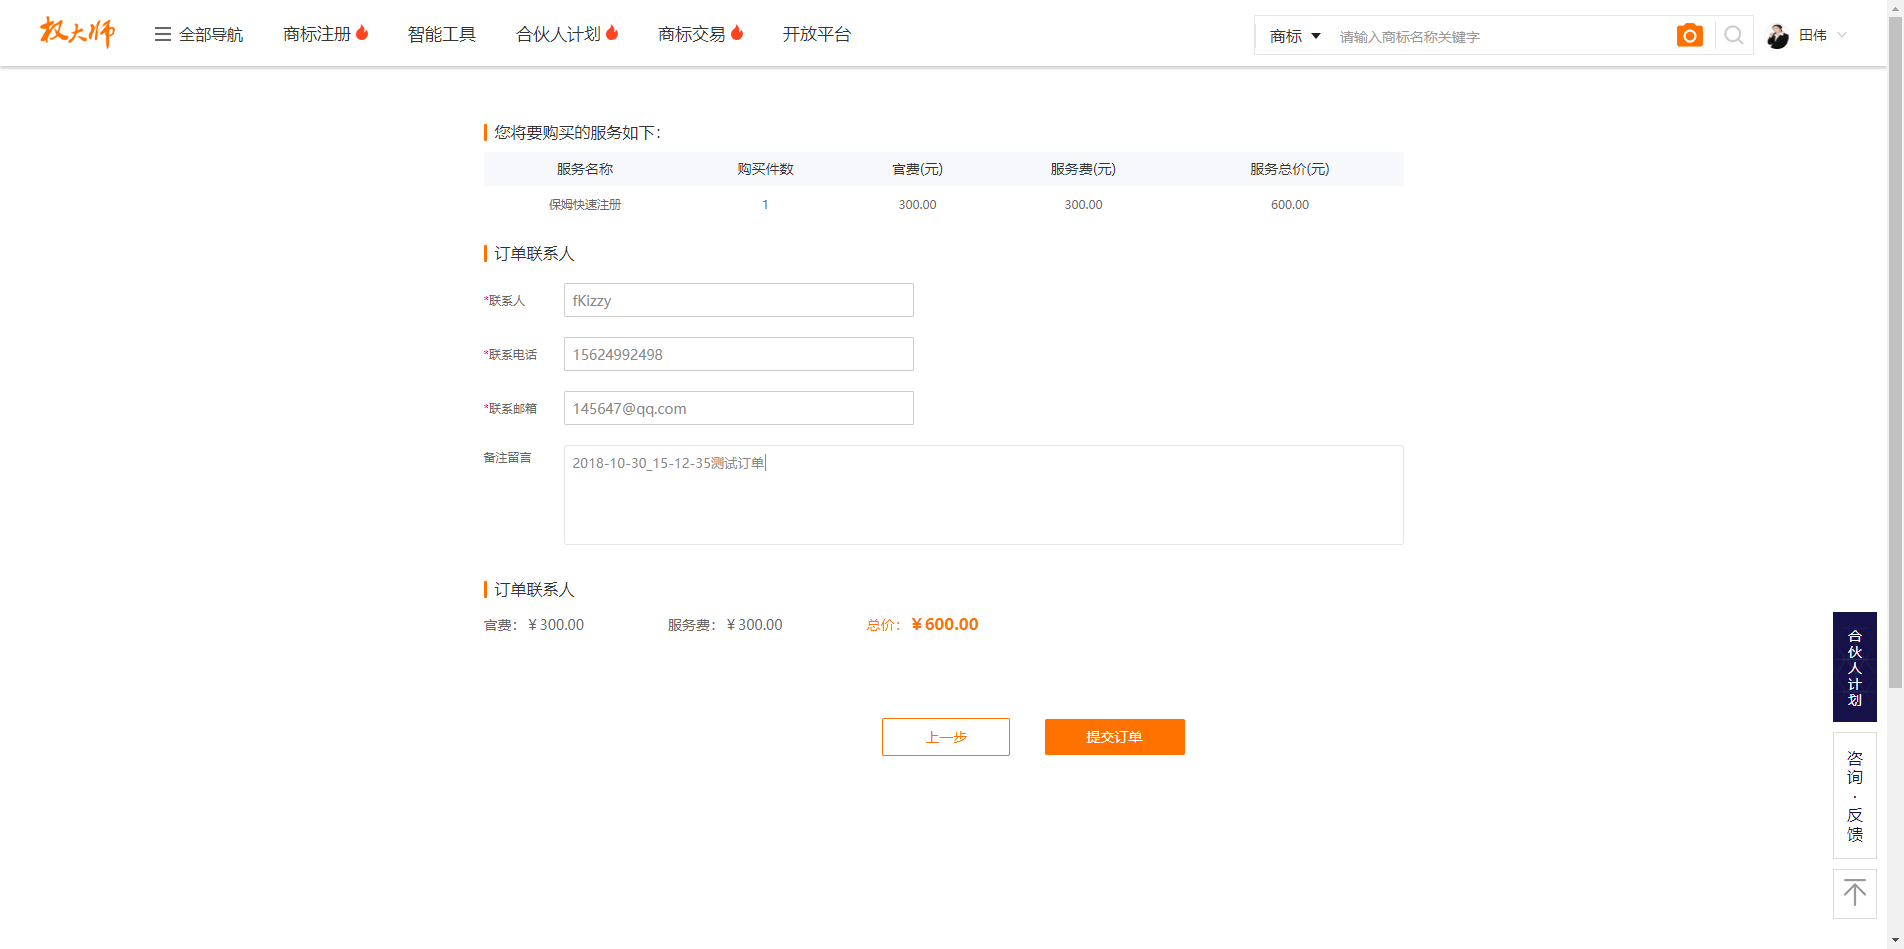 权大师 全部导航 商标注册 智能工具 合伙人计划 商标交易 开放平台 商标 请输入商标名称关键字 田伟
您将要购买的服务如下：
服务名称 购买件数 官费(元) 服务费(元) 服务总价(元)
保姆快速注册 1 300.00 300.00 600.00
订单联系人
*联系人 fKizzy
*联系电话 15624992498
*联系邮箱 145647@qq.com
备注留言 2018-10-30_15-12-35测试订单
订单联系人
官费：￥300.00 服务费：￥300.00 总价：￥600.00
上一步 提交订单
合伙人计划
咨询·反馈